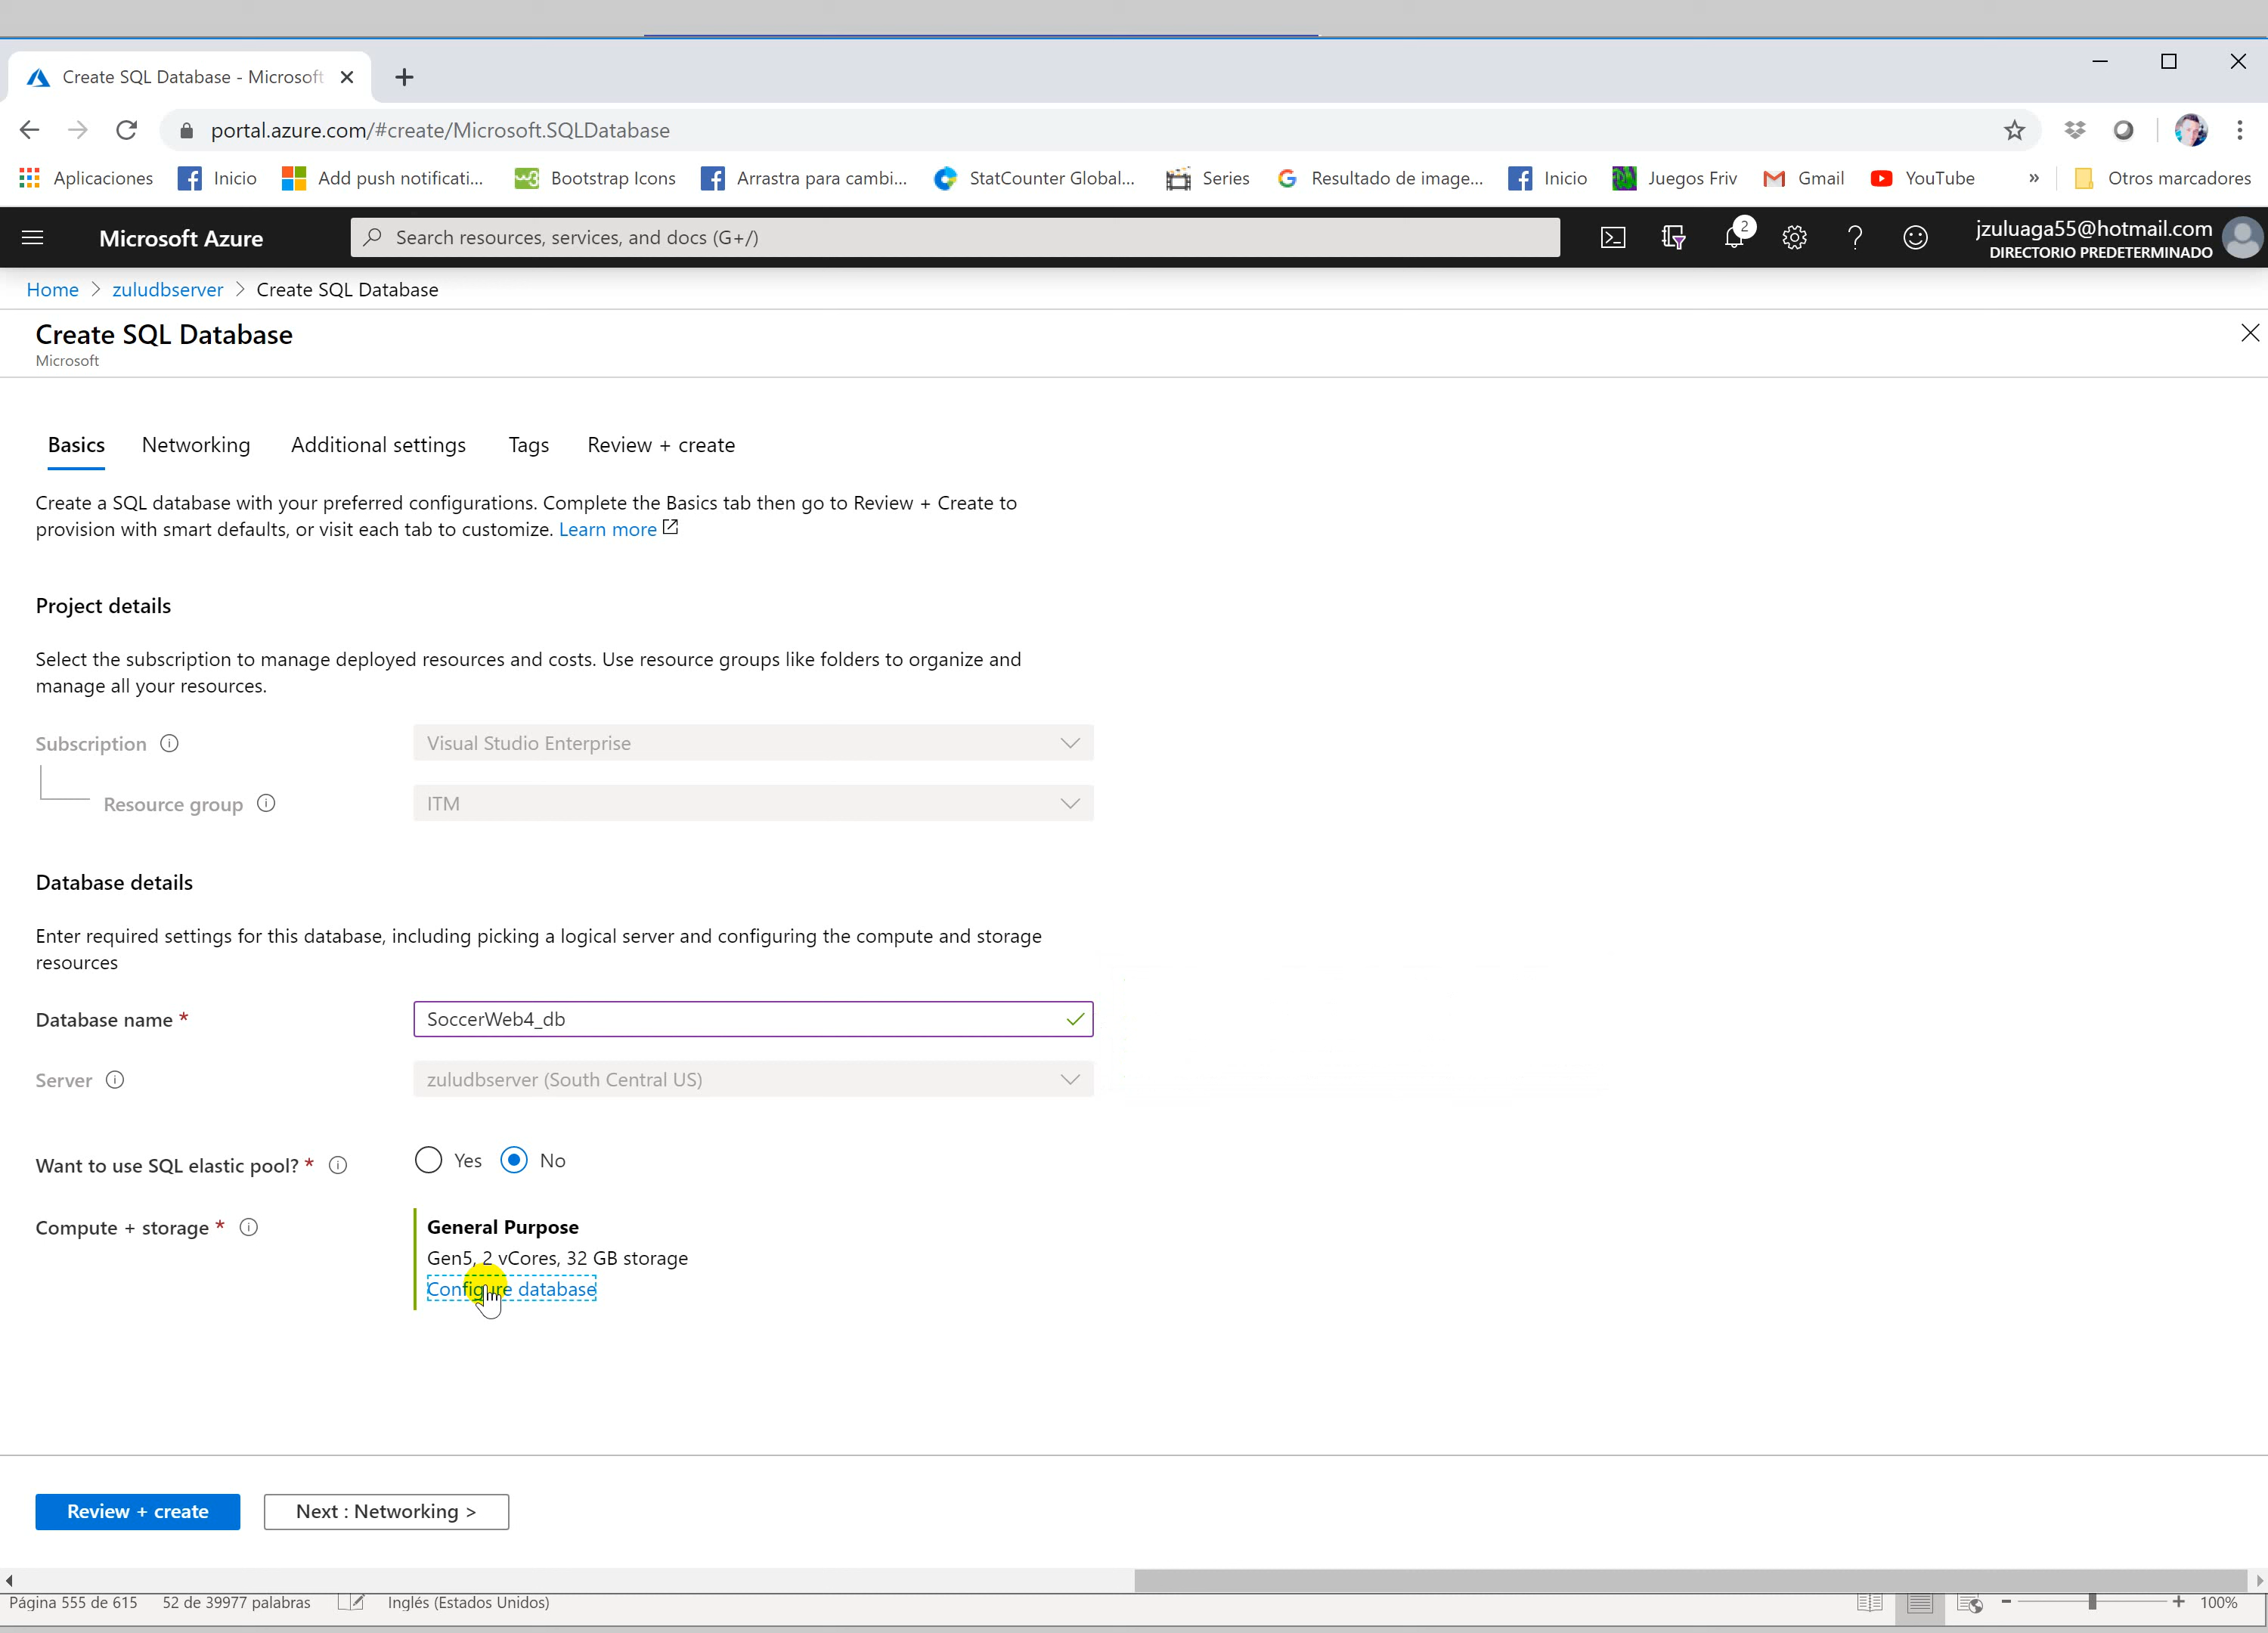 Create SQL Database - Microsoft
portal.azure.com/#create/Microsoft.SQLDatabase
Aplicaciones Inicio Add push notificati... Bootstrap Icons Arrastra para cambi... StatCounter Global... Series Resultado de image... Inicio Juegos Friv Gmail YouTube » Otros marcadores
Microsoft Azure Search resources, services, and docs (G+/) 2 jzuluaga55@hotmail.com
DIRECTORIO PREDETERMINADO
Home > zuludbserver > Create SQL Database
Create SQL Database
Microsoft
Basics Networking Additional settings Tags Review + create
Create a SQL database with your preferred configurations. Complete the Basics tab then go to Review + Create to
provision with smart defaults, or visit each tab to customize. Learn more
Project details
Select the subscription to manage deployed resources and costs. Use resource groups like folders to organize and
manage all your resources.
Subscription Visual Studio Enterprise
Resource group ITM
Database details
Enter required settings for this database, including picking a logical server and configuring the compute and storage
resources
Database name * SoccerWeb4_db
Server zuludbserver (South Central US)
Want to use SQL elastic pool? * Yes No
Compute + storage * General Purpose
Gen5, 2 vCores, 32 GB storage
Configure database
Review + create Next : Networking >
Página 555 de 615 52 de 39977 palabras Inglés (Estados Unidos) 100%